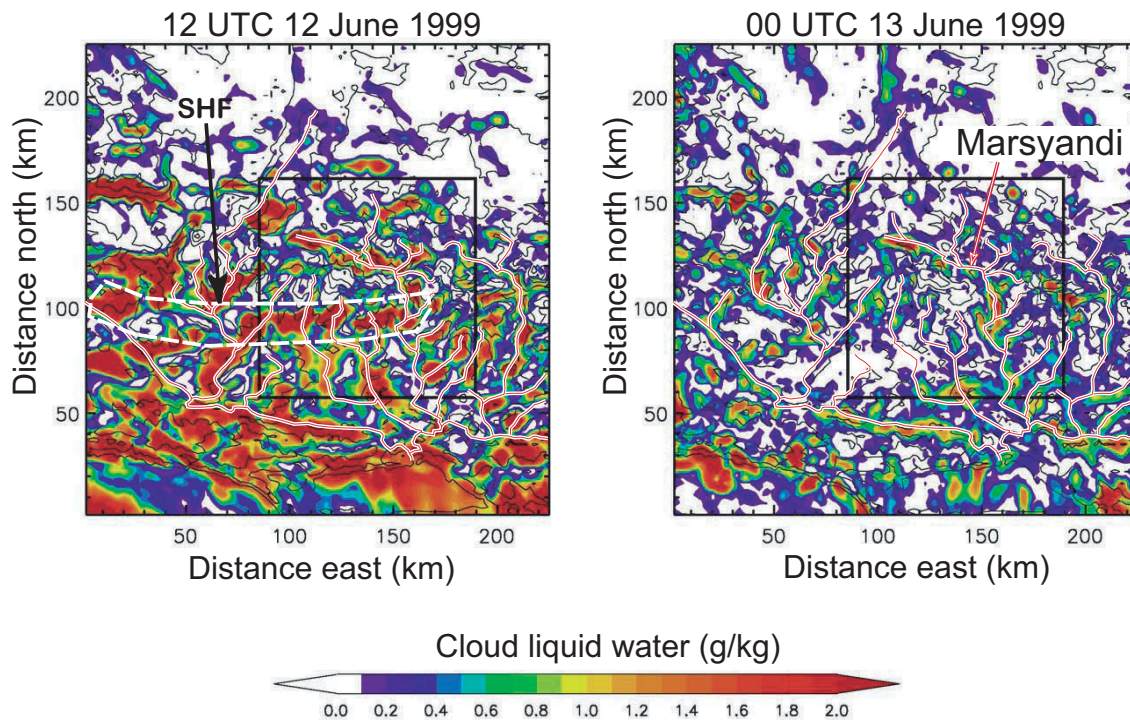 12 UTC 12 June 1999
00 UTC 13 June 1999
SHF
Marsyandi
Distance north (km)
200
150
100
50
Distance north (km)
200
150
100
50
50 100 150 200
50 100 150 200
Distance east (km)
Distance east (km)
Cloud liquid water (g/kg)
0.0 0.2 0.4 0.6 0.8 1.0 1.2 1.4 1.6 1.8 2.0